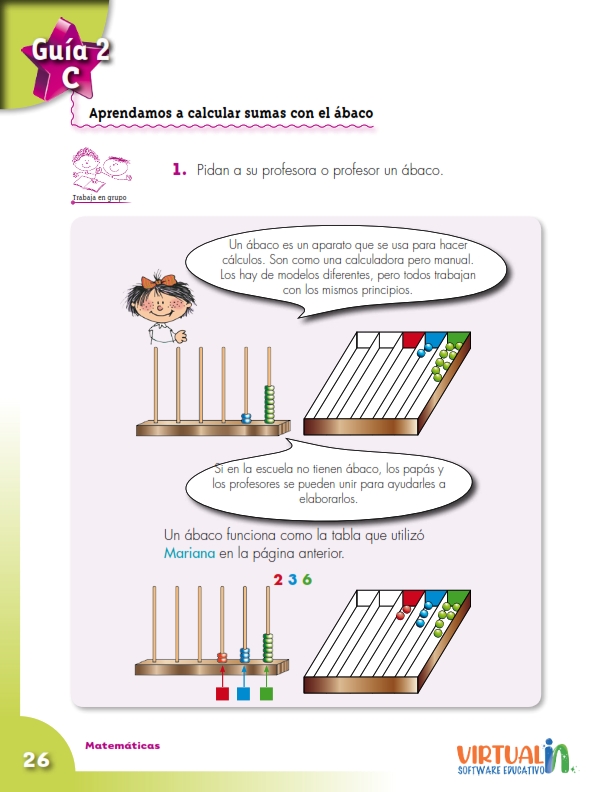 Guía 2
C
Aprendamos a calcular sumas con el ábaco
1. Pidan a su profesora o profesor un ábaco.
Trabaja en grupo
Un ábaco es un aparato que se usa para hacer
cálculos. Son como una calculadora pero manual.
Los hay de modelos diferentes, pero todos trabajan
con los mismos principios.
Si en la escuela no tienen ábaco, los papás y
los profesores se pueden unir para ayudarles a
elaborarlos.
Un ábaco funciona como la tabla que utilizó
Mariana en la página anterior.
2 3 6
26
Matemáticas
VIRTUAL in
SOFTWARE EDUCATIVO